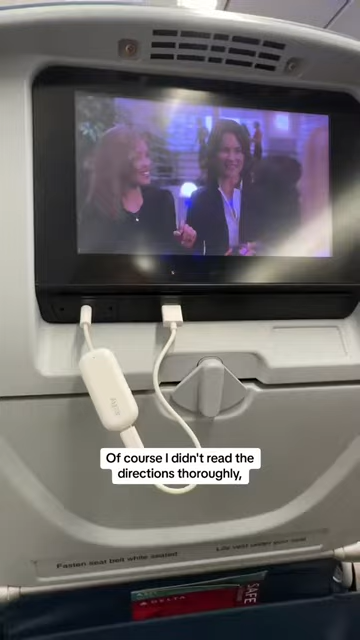 Of course I didn't read the
directions thoroughly,
Fasten seat belt while seated
Life vest under your seat
DELTA
SAFE